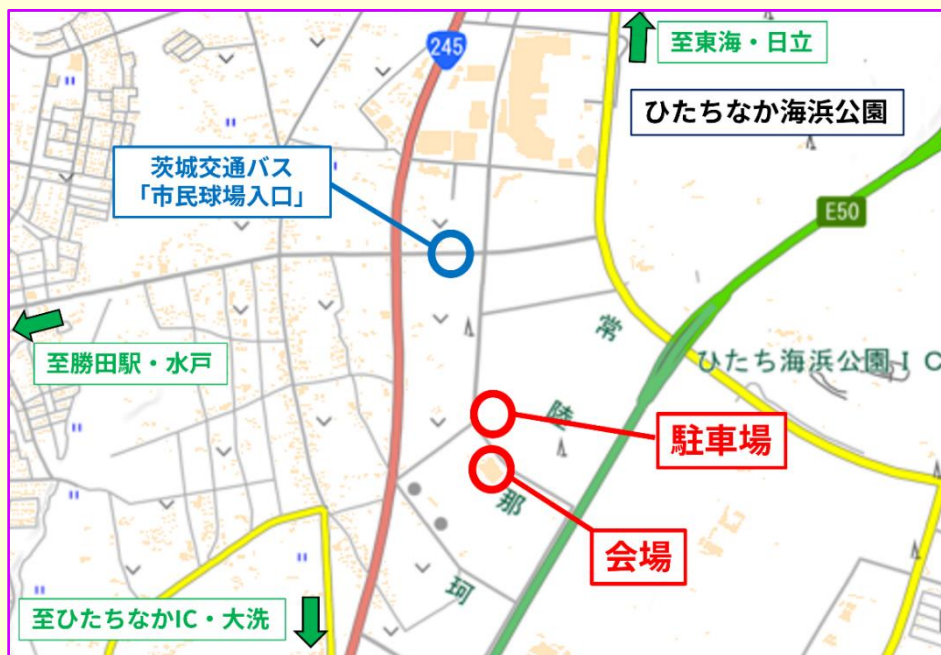 245
至東海・日立
ひたちなか海浜公園
茨城交通バス
「市民球場入口」
E50
至勝田駅・水戸
常
陸
那
珂
ひたち海浜公園IC
駐車場
会場
至ひたちなかIC・大洗